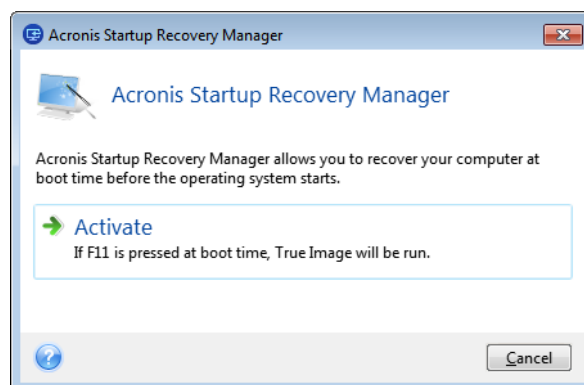 Acronis Startup Recovery Manager
Acronis Startup Recovery Manager
Acronis Startup Recovery Manager allows you to recover your computer at
boot time before the operating system starts.
Activate
If F11 is pressed at boot time, True Image will be run.
Cancel